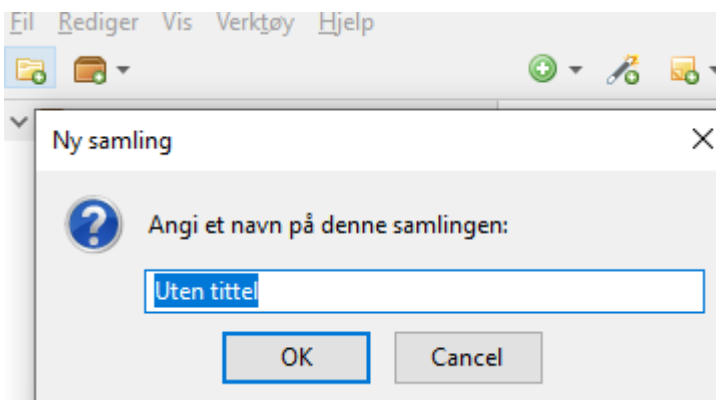 Fil Rediger Vis Verktøy Hjelp
Ny samling
Angi et navn på denne samlingen:
Uten tittel
OK Cancel